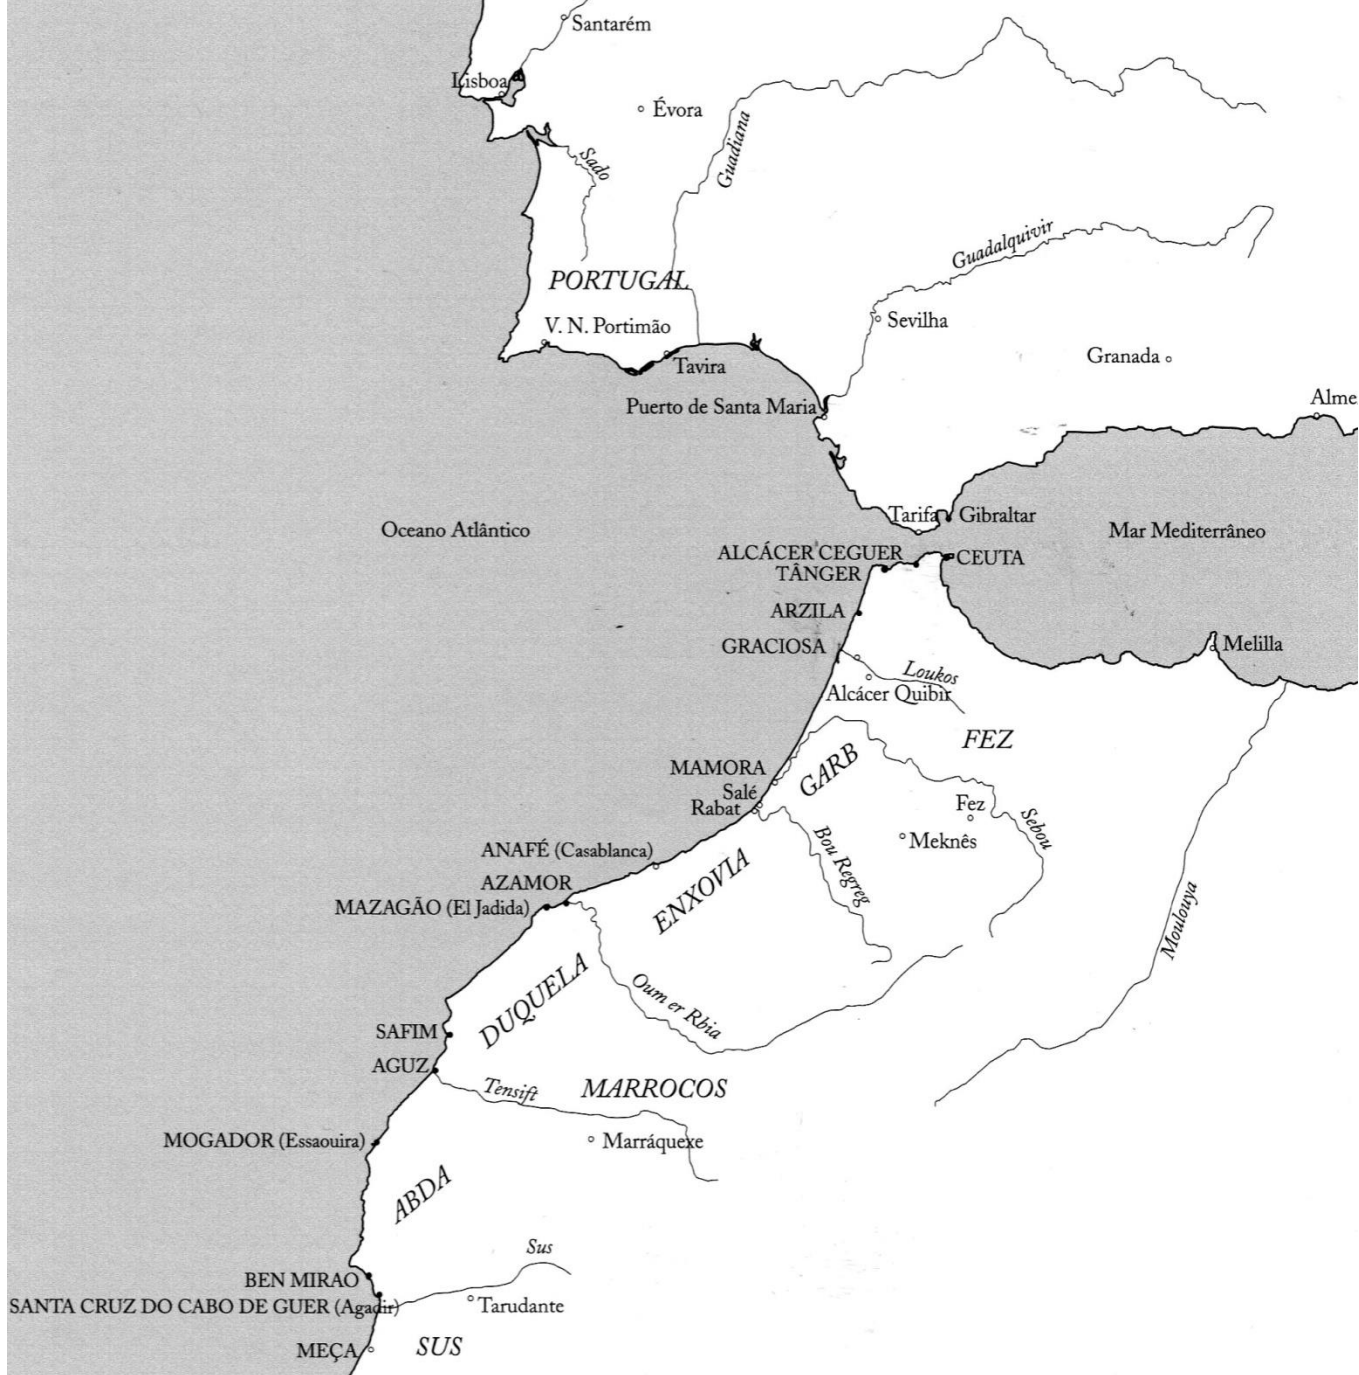 Santarém
Lisboa
Évora
Sado
Guadiana
Guadalquivir
PORTUGAL
V. N. Portimão
Sevilha
Granada
Tavira
Puerto de Santa Maria
Alme
Oceano Atlântico
Tarifa
Gibraltar
Mar Mediterrâneo
ALCÁCER CEGUER
CEUTA
TÂNGER
ARZILA
GRACIOSA
Melilla
Loukos
Alcácer Quibir
FEZ
MAMORA
GARB
Salé
Rabat
Fez
Sebou
Meknês
Bou Regreg
ANAFÉ (Casablanca)
ENXOVIA
AZAMOR
MAZAGÃO (El Jadida)
Moulouya
DUQUELA
Oum er Rbia
SAFIM
AGUZ
Tensift
MARROCOS
MOGADOR (Essaouira)
Marráquexe
ABDA
Sus
BEN MIRAO
SANTA CRUZ DO CABO DE GUER (Agadir)
Tarudante
MEÇA
SUS